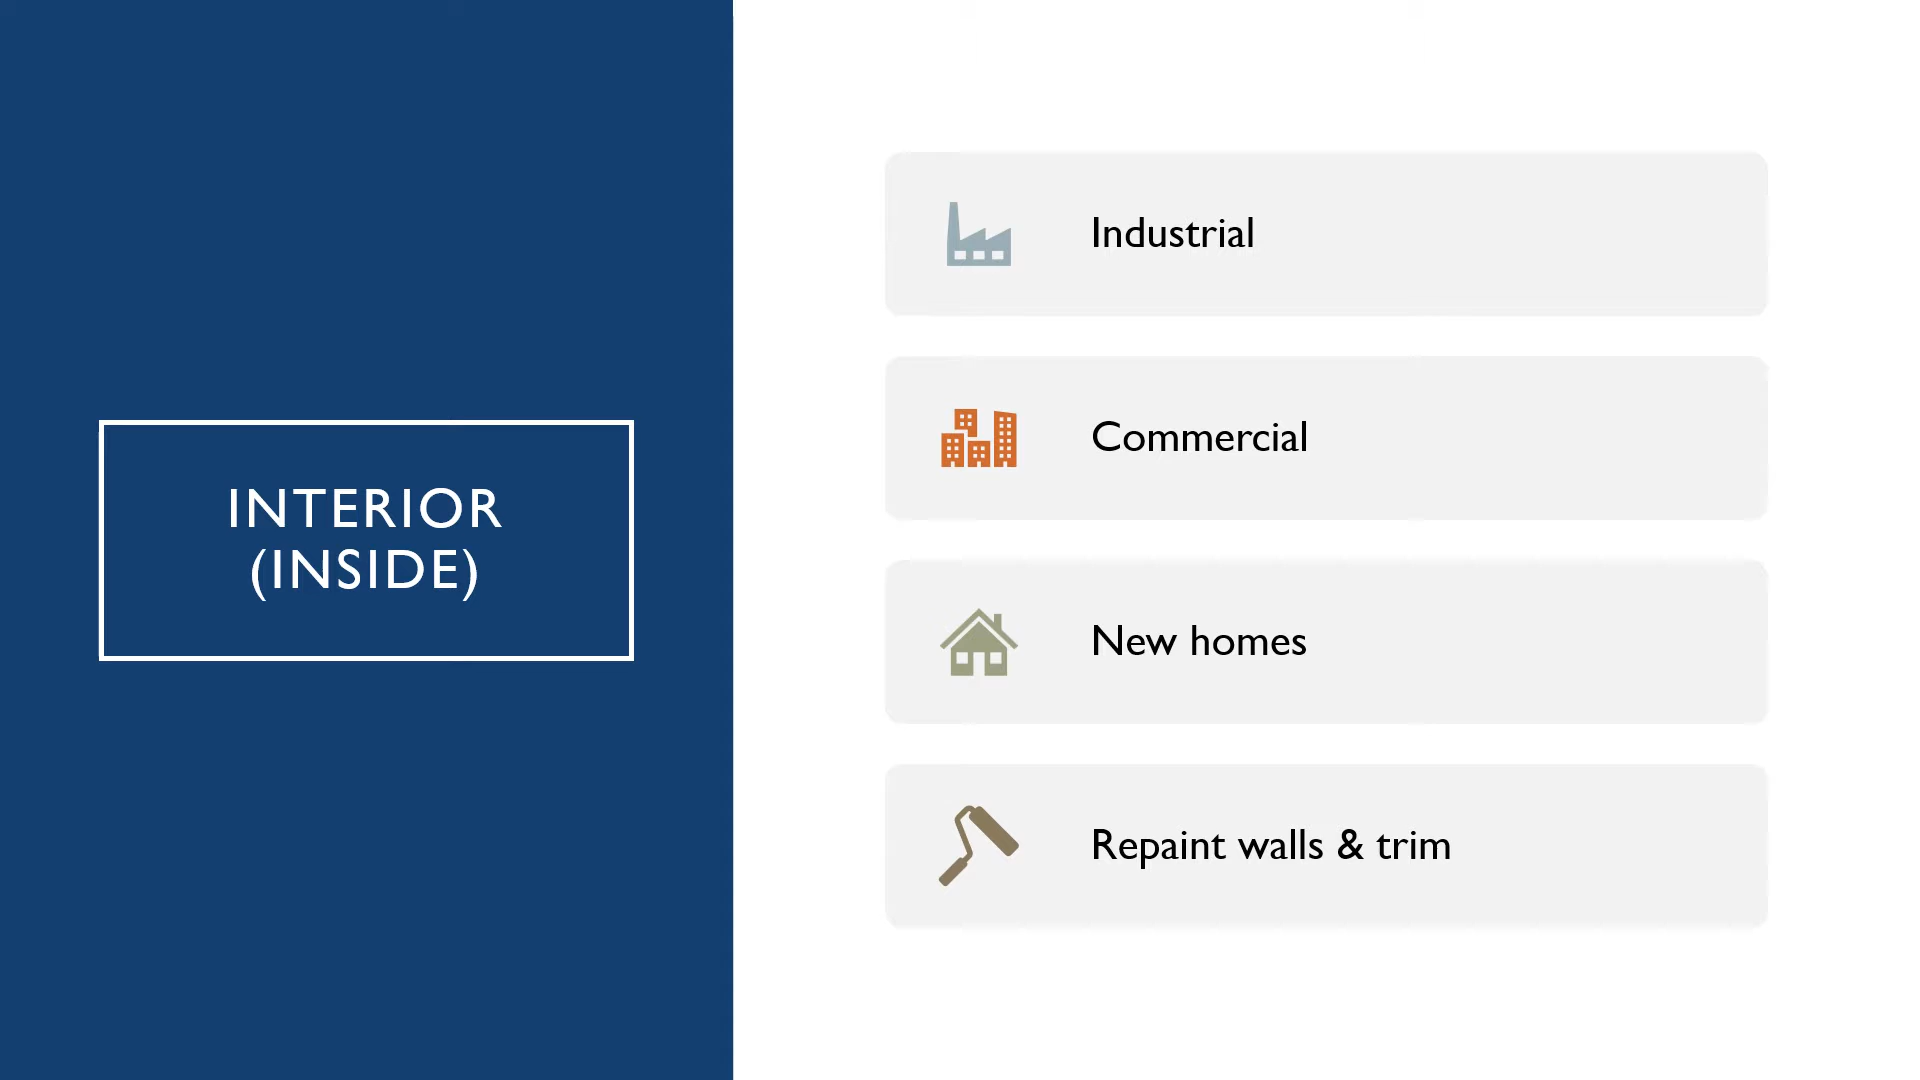 INTERIOR
(INSIDE)
Industrial
Commercial
New homes
Repaint walls & trim